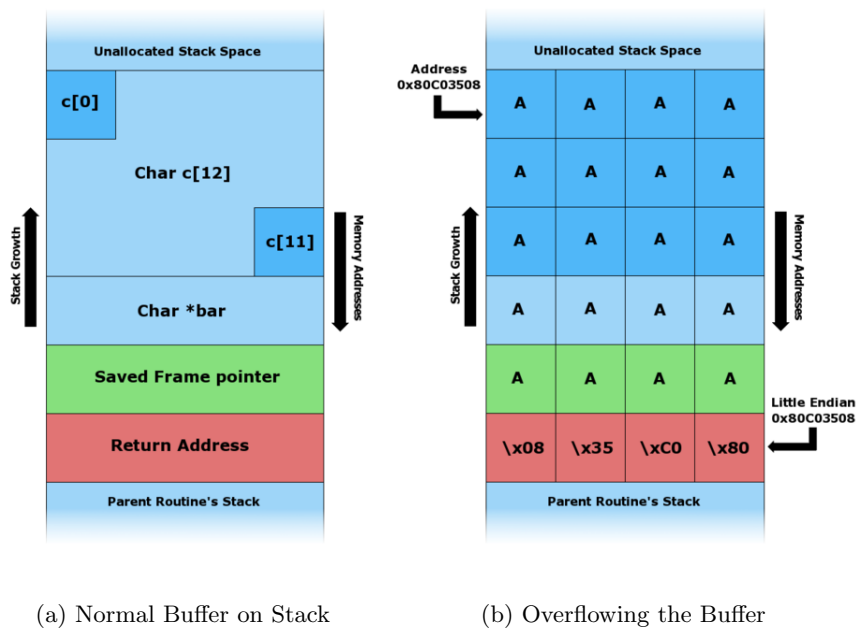 Unallocated Stack Space
c[0]
Char c[12]
c[11]
Stack Growth
Memory Addresses
Char *bar
Saved Frame pointer
Return Address
Parent Routine's Stack
(a) Normal Buffer on Stack
Unallocated Stack Space
Address
0x80C03508
A A A A
A A A A
A A A A
Stack Growth
Memory Addresses
A A A A
A A A A
Little Endian
0x80C03508
\x08 \x35 \xC0 \x80
Parent Routine's Stack
(b) Overflowing the Buffer